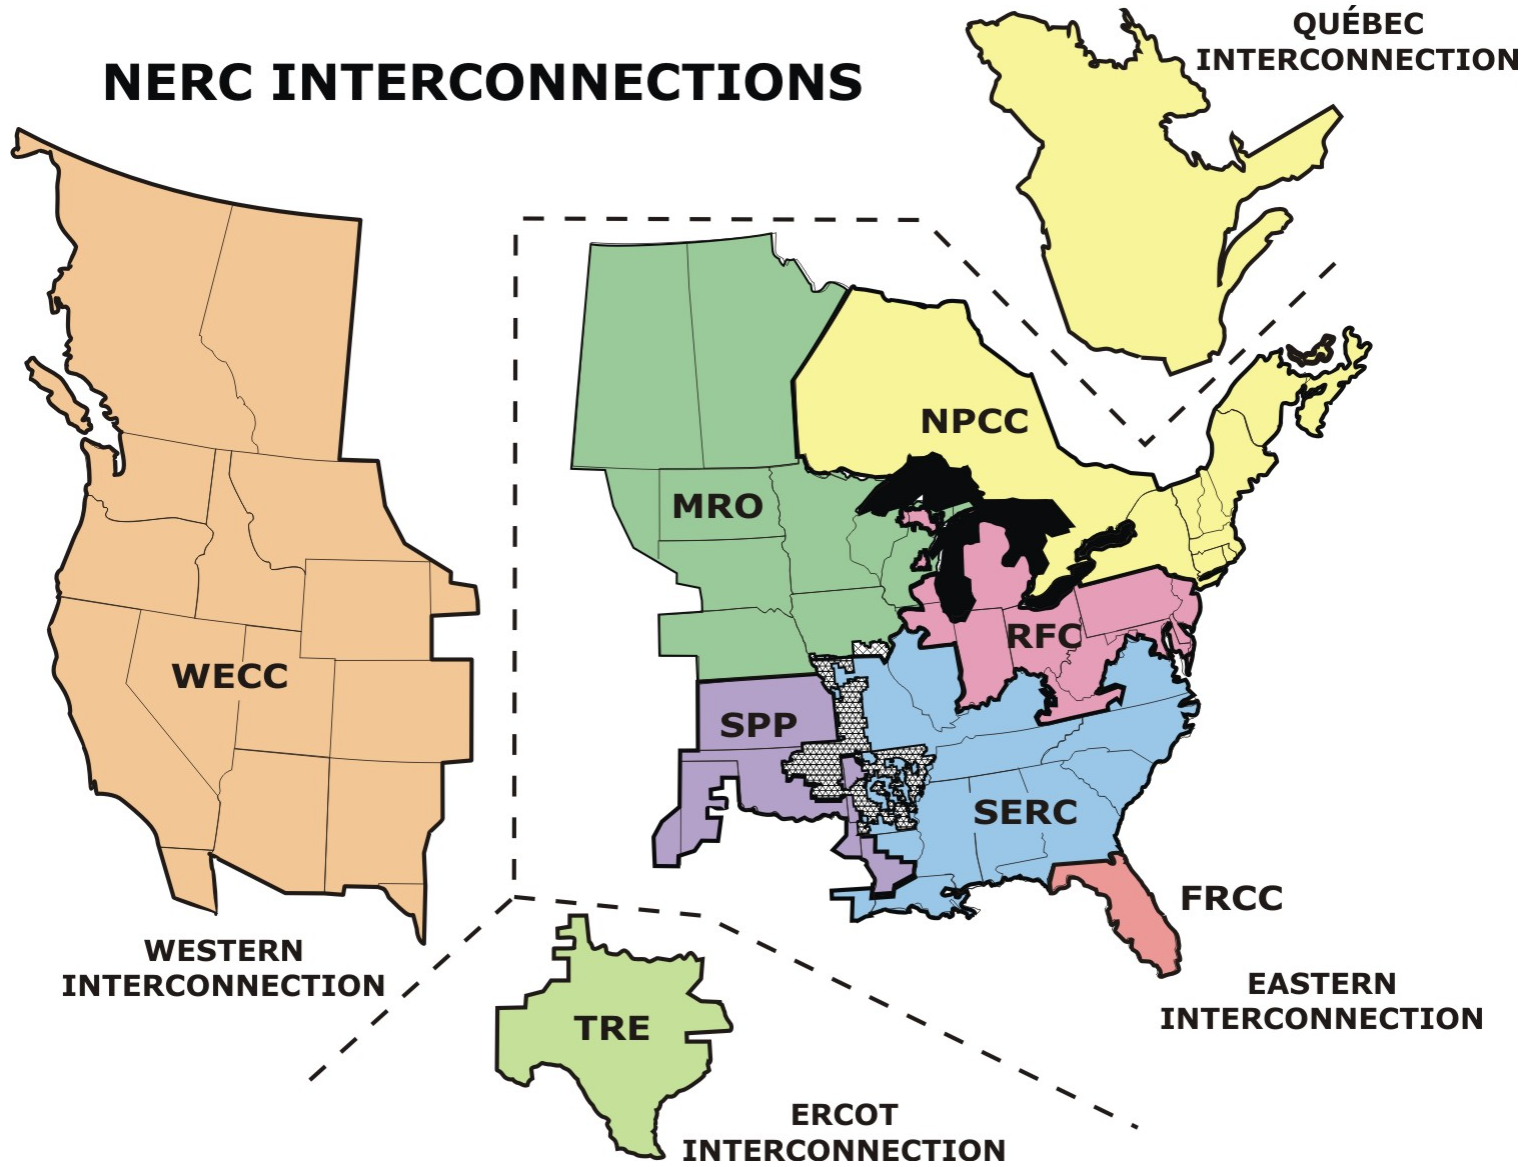 QUÉBEC
INTERCONNECTION
NERC INTERCONNECTIONS
NPCC
MRO
RFC
WECC
SPP
SERC
FRCC
WESTERN
INTERCONNECTION
EASTERN
INTERCONNECTION
TRE
ERCOT
INTERCONNECTION